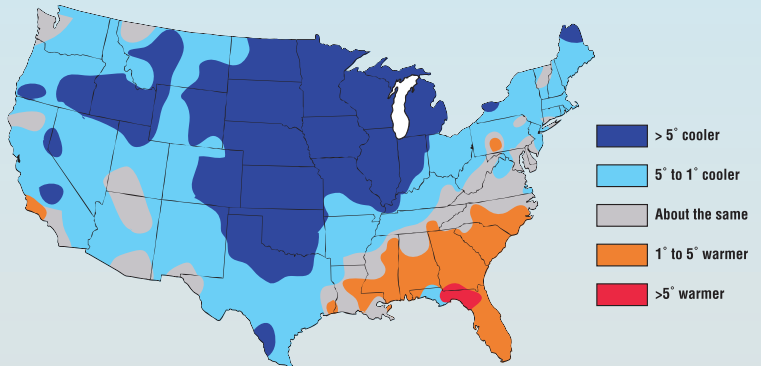 > 5° cooler
5° to 1° cooler
About the same
1° to 5° warmer
>5° warmer